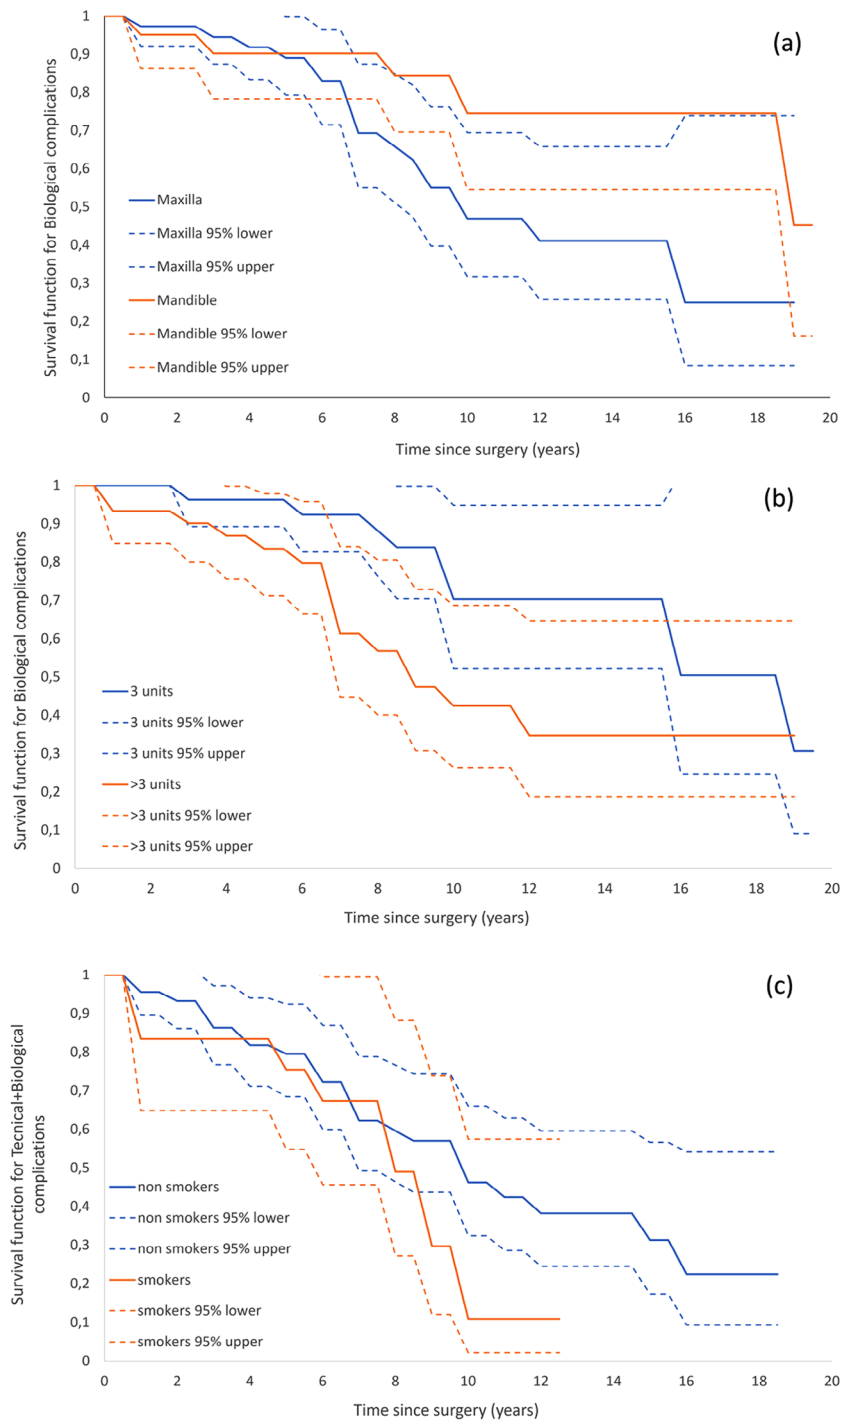 (a)
Survival function for Biological complications
1
0,9
0,8
0,7
0,6
0,5
0,4
0,3
0,2
0,1
0
Maxilla
Maxilla 95% lower
Maxilla 95% upper
Mandible
Mandible 95% lower
Mandible 95% upper
0 2 4 6 8 10 12 14 16 18 20
Time since surgery (years)
(b)
Survival function for Biological complications
1
0,9
0,8
0,7
0,6
0,5
0,4
0,3
0,2
0,1
0
3 units
3 units 95% lower
3 units 95% upper
>3 units
>3 units 95% lower
>3 units 95% upper
0 2 4 6 8 10 12 14 16 18 20
Time since surgery (years)
(c)
Survival function for Tecnical+Biological
complications
1
0,9
0,8
0,7
0,6
0,5
0,4
0,3
0,2
0,1
0
non smokers
non smokers 95% lower
non smokers 95% upper
smokers
smokers 95% lower
smokers 95% upper
0 2 4 6 8 10 12 14 16 18 20
Time since surgery (years)